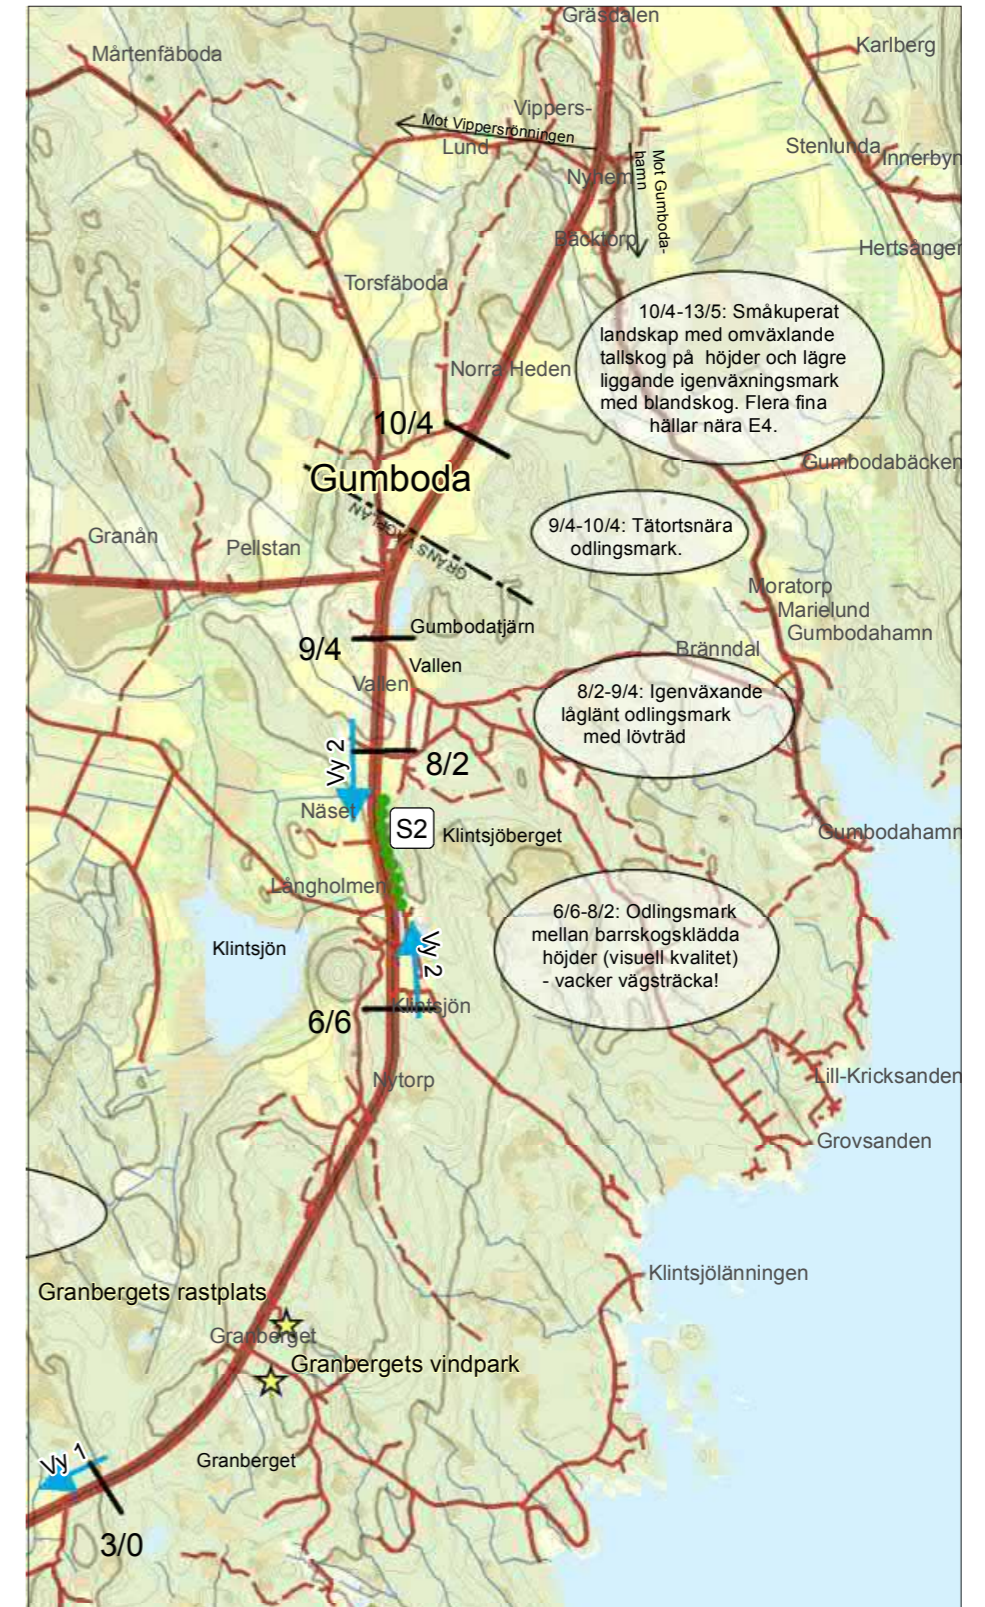 Gräsdalen
Karlberg
Mårtenfäboda
Vippers-
Mot Vippersrönningen
Lund
Stenlunda
Innerbyn
Nyhem
Mot Gumboda-
hamn
Bäcktorp
Hertsånger
Torsfäboda
10/4-13/5: Småkuperat
landskap med omväxlande
tallskog på höjder och lägre
liggande igenväxningsmark
med blandskog. Flera fina
hällar nära E4.
Norra Heden
10/4
Gumboda
Gumbodabäcken
GRÄNS VÄGPLAN
9/4-10/4: Tätortsnära
odlingsmark.
Granån
Pellstan
Moratorp
Marielund
Gumbodahamn
Gumbodatjärn
9/4
Bränndal
Vallen
Vallen
8/2-9/4: Igenväxande
låglänt odlingsmark
med lövträd
Vy 2
8/2
Näset
S2
Klintsjöberget
Gumbodahamn
Långholmen
6/6-8/2: Odlingsmark
mellan barrskogsklädda
höjder (visuell kvalitet)
- vacker vägsträcka!
Klintsjön
Vy 2
Klintsjön
6/6
Nytorp
Lill-Kricksanden
Grovsanden
Klintsjölänningen
Granbergets rastplats
Granberget
Granbergets vindpark
Granberget
Vy 1
3/0